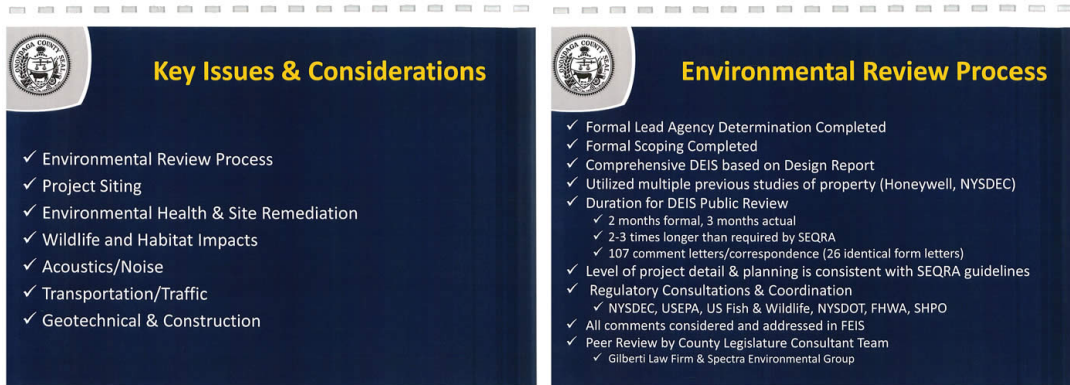 Key Issues & Considerations
✓ Environmental Review Process
✓ Project Siting
✓ Environmental Health & Site Remediation
✓ Wildlife and Habitat Impacts
✓ Acoustics/Noise
✓ Transportation/Traffic
✓ Geotechnical & Construction
Environmental Review Process
✓ Formal Lead Agency Determination Completed
✓ Formal Scoping Completed
✓ Comprehensive DEIS based on Design Report
✓ Utilized multiple previous studies of property (Honeywell, NYSDEC)
✓ Duration for DEIS Public Review
✓ 2 months formal, 3 months actual
✓ 2-3 times longer than required by SEQRA
✓ 107 comment letters/correspondence (26 identical form letters)
✓ Level of project detail & planning is consistent with SEQRA guidelines
✓ Regulatory Consultations & Coordination
✓ NYSDEC, USEPA, US Fish & Wildlife, NYSDOT, FHWA, SHPO
✓ All comments considered and addressed in FEIS
✓ Peer Review by County Legislature Consultant Team
✓ Gilberti Law Firm & Spectra Environmental Group